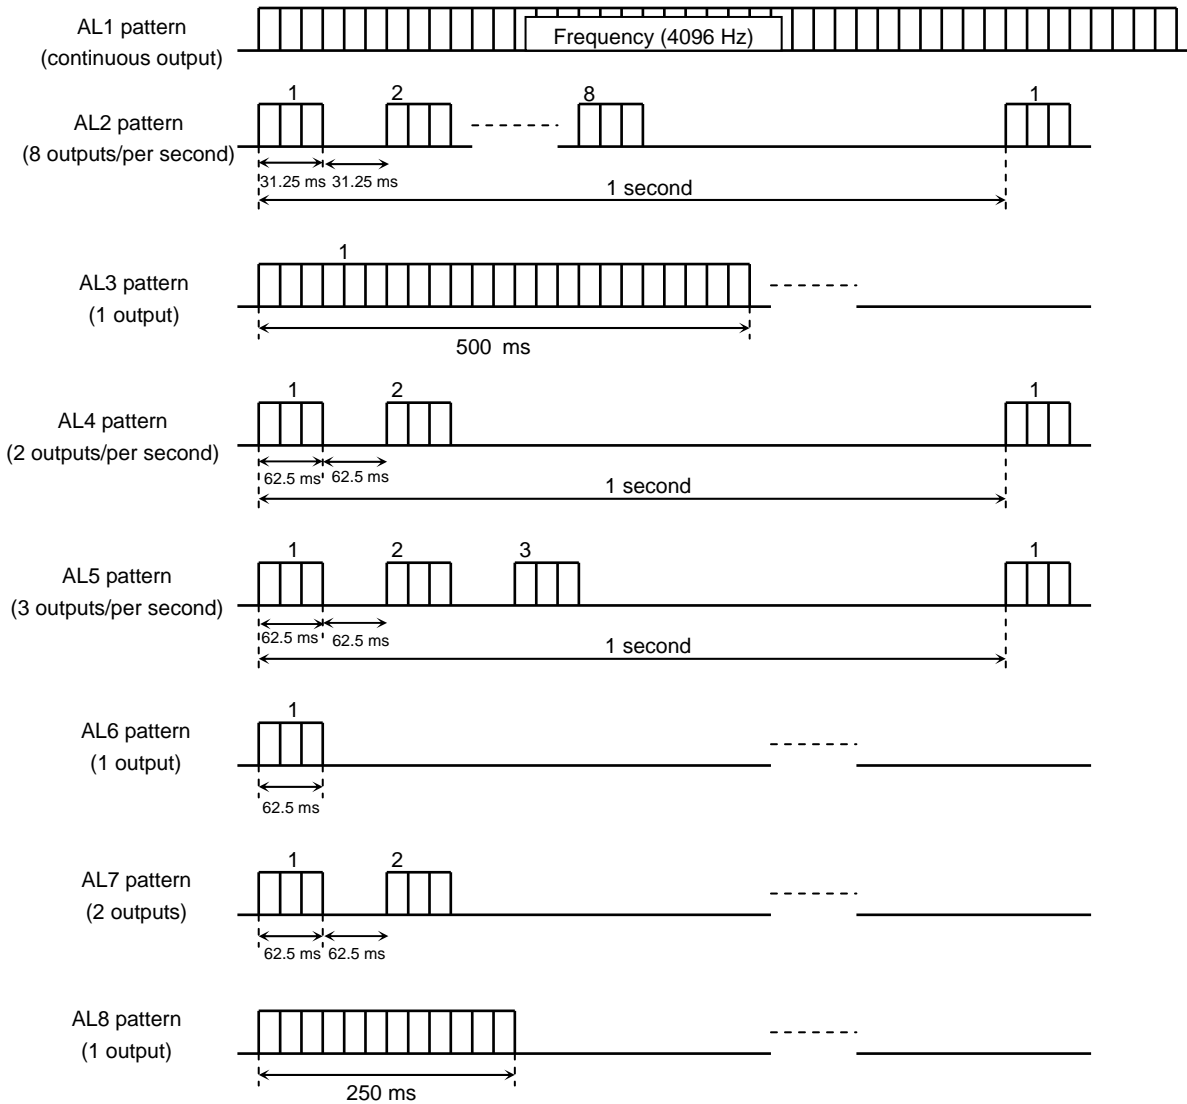 AL1 pattern
(continuous output)
Frequency (4096 Hz)
AL2 pattern
(8 outputs/per second)
1 2 8 1
31.25 ms 31.25 ms
1 second
AL3 pattern
(1 output)
1
500 ms
AL4 pattern
(2 outputs/per second)
1 2 1
62.5 ms 62.5 ms
1 second
AL5 pattern
(3 outputs/per second)
1 2 3 1
62.5 ms 62.5 ms
1 second
AL6 pattern
(1 output)
1
62.5 ms
AL7 pattern
(2 outputs)
1 2
62.5 ms 62.5 ms
AL8 pattern
(1 output)
250 ms